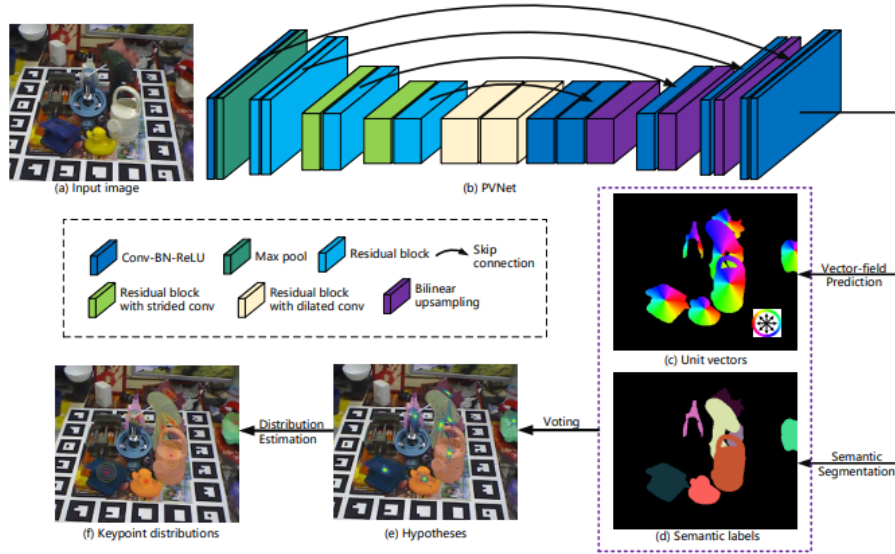 (a) Input image
(b) PVNet
Conv-BN-ReLU
Max pool
Residual block
Skip
connection
Residual block
with strided conv
Residual block
with dilated conv
Bilinear
upsampling
Vector-field
Prediction
(c) Unit vectors
Distribution
Estimation
Voting
Semantic
Segmentation
(f) Keypoint distributions
(e) Hypotheses
(d) Semantic labels